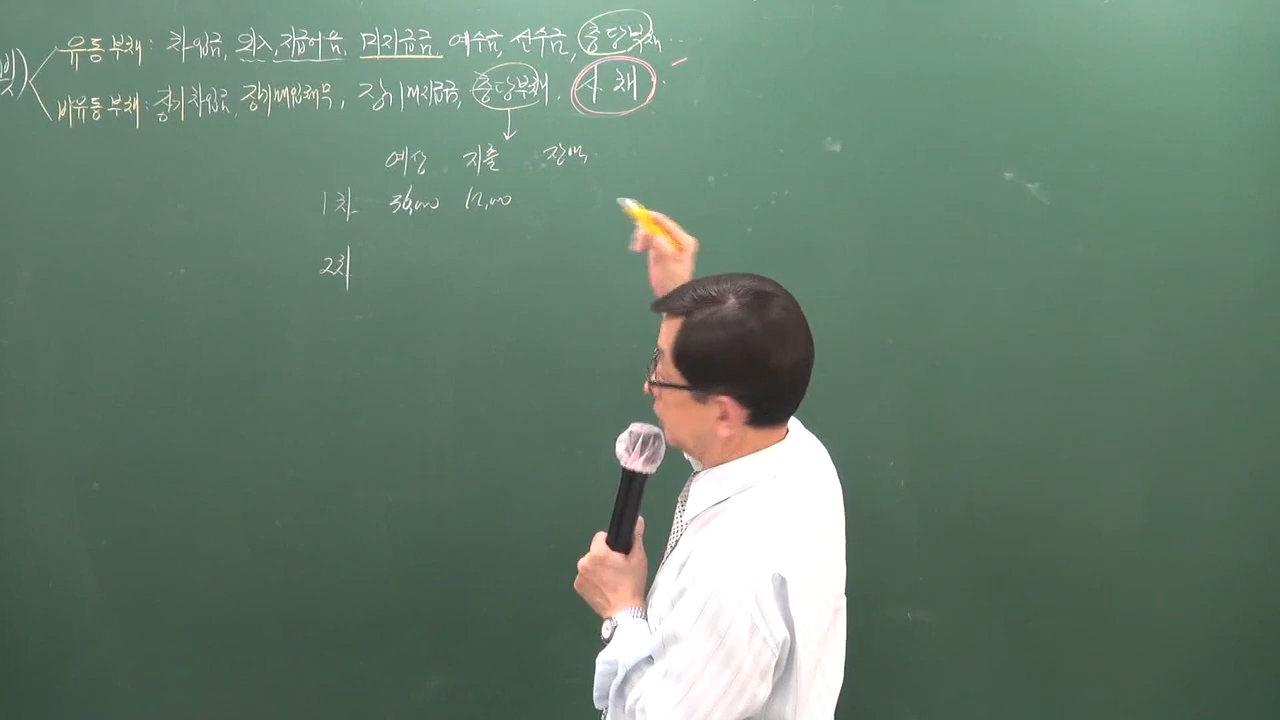 빚) 유동부채 : 차입금, 외上, 지급어음, 미지급금, 예수금, 선수금, 충당부채 ...
비유동부채 : 장기차입금, 장기매입채무, 장기미지급금, 충당부채, 사채 ..
예상 지출 잔액
1차 36,000 12,000
2차